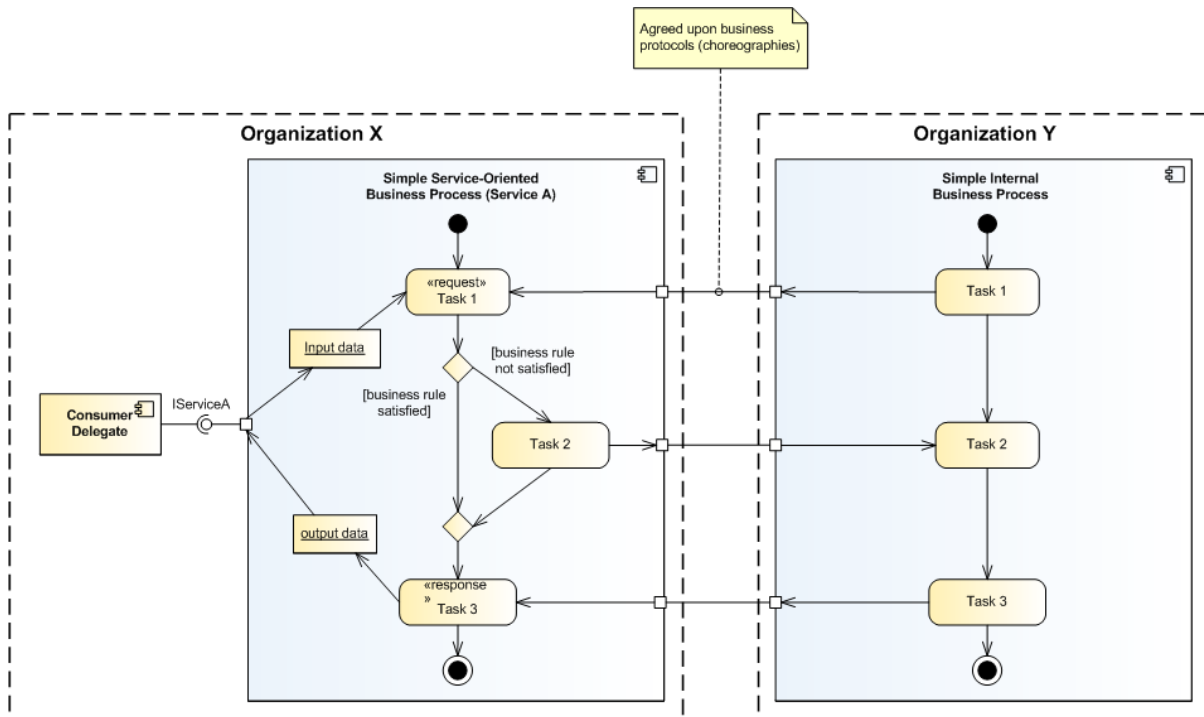 Agreed upon business
protocols (choreographies)
Organization X
Organization Y
Simple Service-Oriented
Business Process (Service A)
Simple Internal
Business Process
«request»
Task 1
Task 1
Input data
[business rule
not satisfied]
[business rule
satisfied]
IServiceA
Consumer
Delegate
Task 2
Task 2
output data
«response
»
Task 3
Task 3